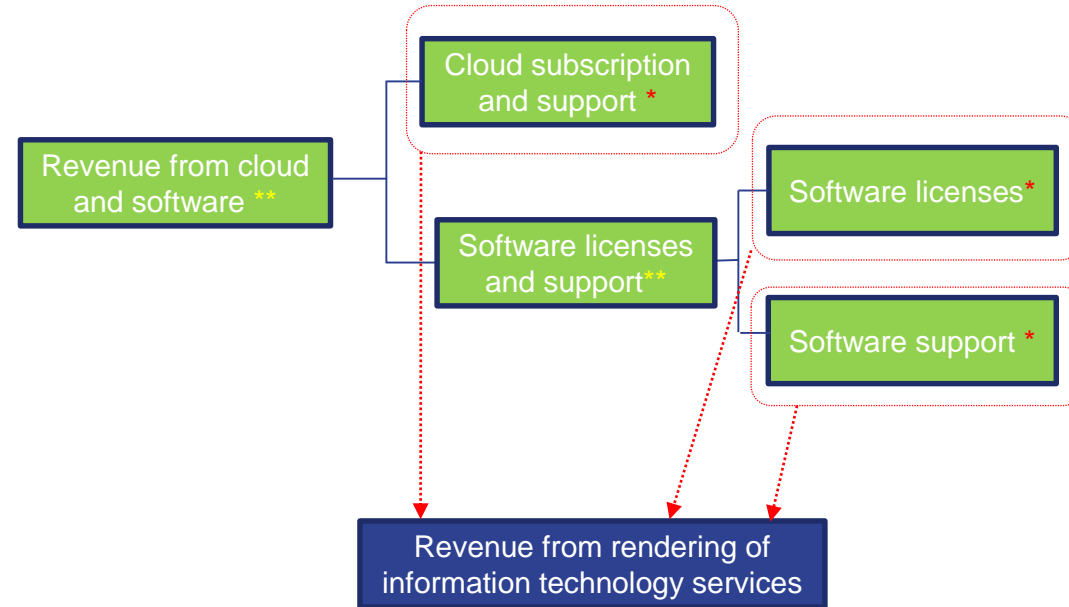 Cloud subscription
and support *
Revenue from cloud
and software **
Software licenses
and support**
Software licenses*
Software support *
Revenue from rendering of
information technology services